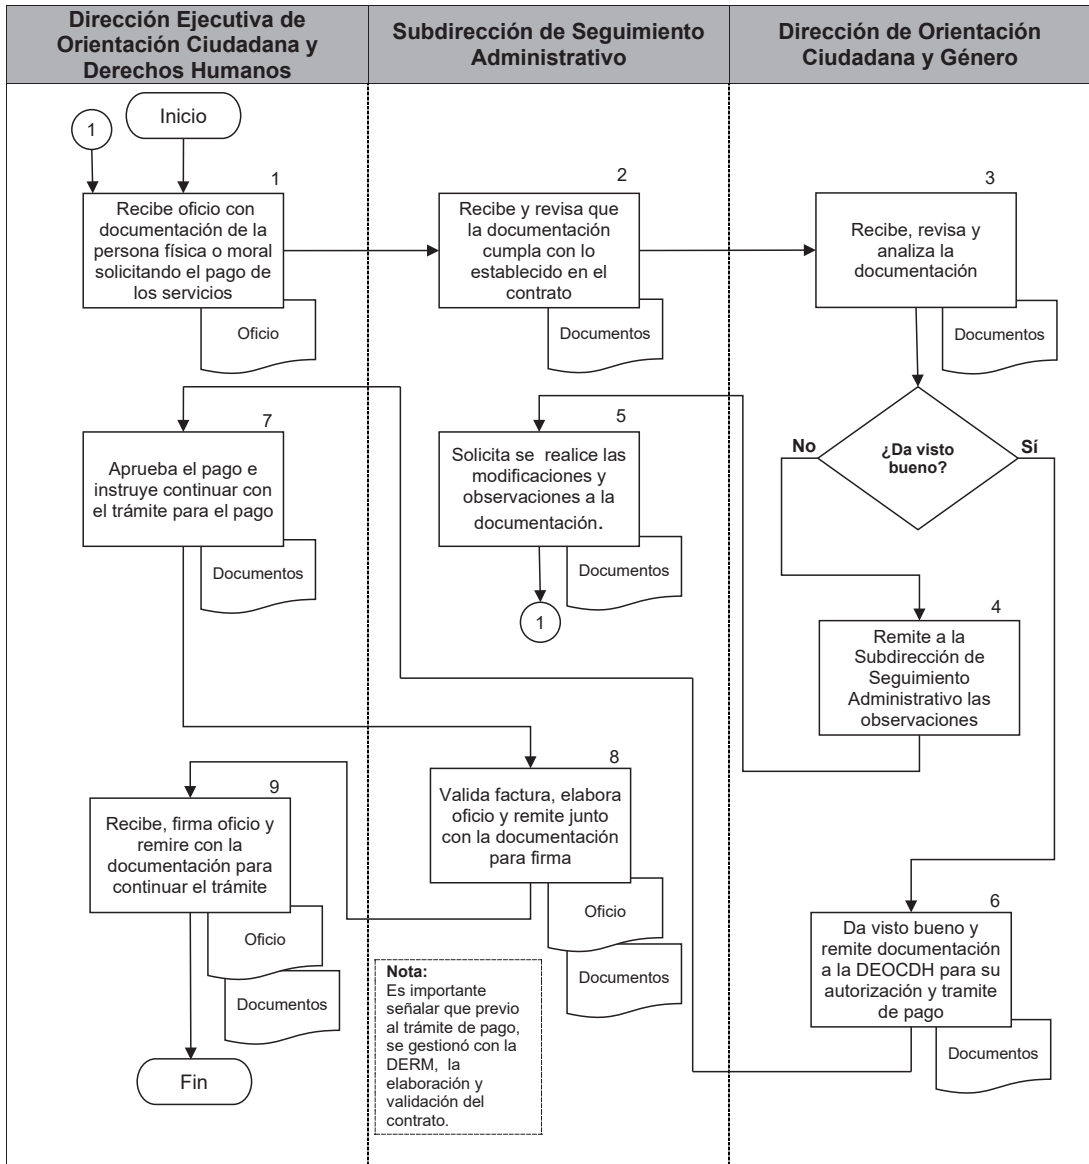 Dirección Ejecutiva de
Orientación Ciudadana y
Derechos Humanos
Subdirección de Seguimiento
Administrativo
Dirección de Orientación
Ciudadana y Género
1
Inicio
1
Recibe oficio con
documentación de la
persona física o moral
solicitando el pago de
los servicios
Oficio
2
Recibe y revisa que
la documentación
cumpla con lo
establecido en el
contrato
Documentos
3
Recibe, revisa y
analiza la
documentación
Documentos
¿Da visto
bueno?
No
Sí
4
Remite a la
Subdirección de
Seguimiento
Administrativo las
observaciones
5
Solicita se realice las
modificaciones y
observaciones a la
documentación.
Documentos
1
6
Da visto bueno y
remite documentación
a la DEOCDH para su
autorización y tramite
de pago
Documentos
7
Aprueba el pago e
instruye continuar con
el trámite para el pago
Documentos
8
Valida factura, elabora
oficio y remite junto
con la documentación
para firma
Oficio
Documentos
9
Recibe, firma oficio y
remire con la
documentación para
continuar el trámite
Oficio
Documentos
Fin
Nota:
Es importante
señalar que previo
al trámite de pago,
se gestionó con la
DERM, la
elaboración y
validación del
contrato.